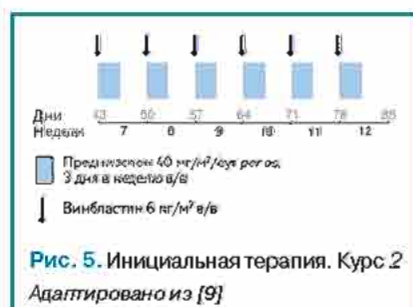 Дни 43 50 57 64 71 78 85
Недели 7 8 9 10 11 12
Преднизолон 40 мг/м²/сут per os,
3 дня в неделю в/в
Винбластин 6 мг/м² в/в
Рис. 5. Инициальная терапия. Курс 2
Адаптировано из [9]